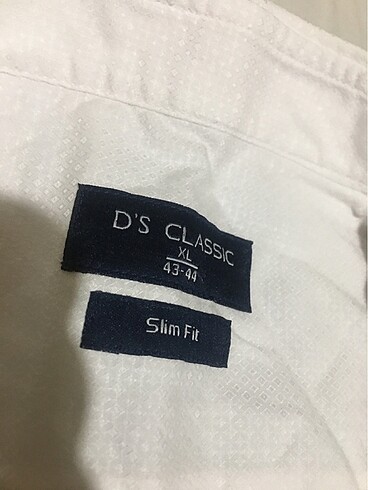 D'S CLASSIC
XL
43-44
Slim Fit